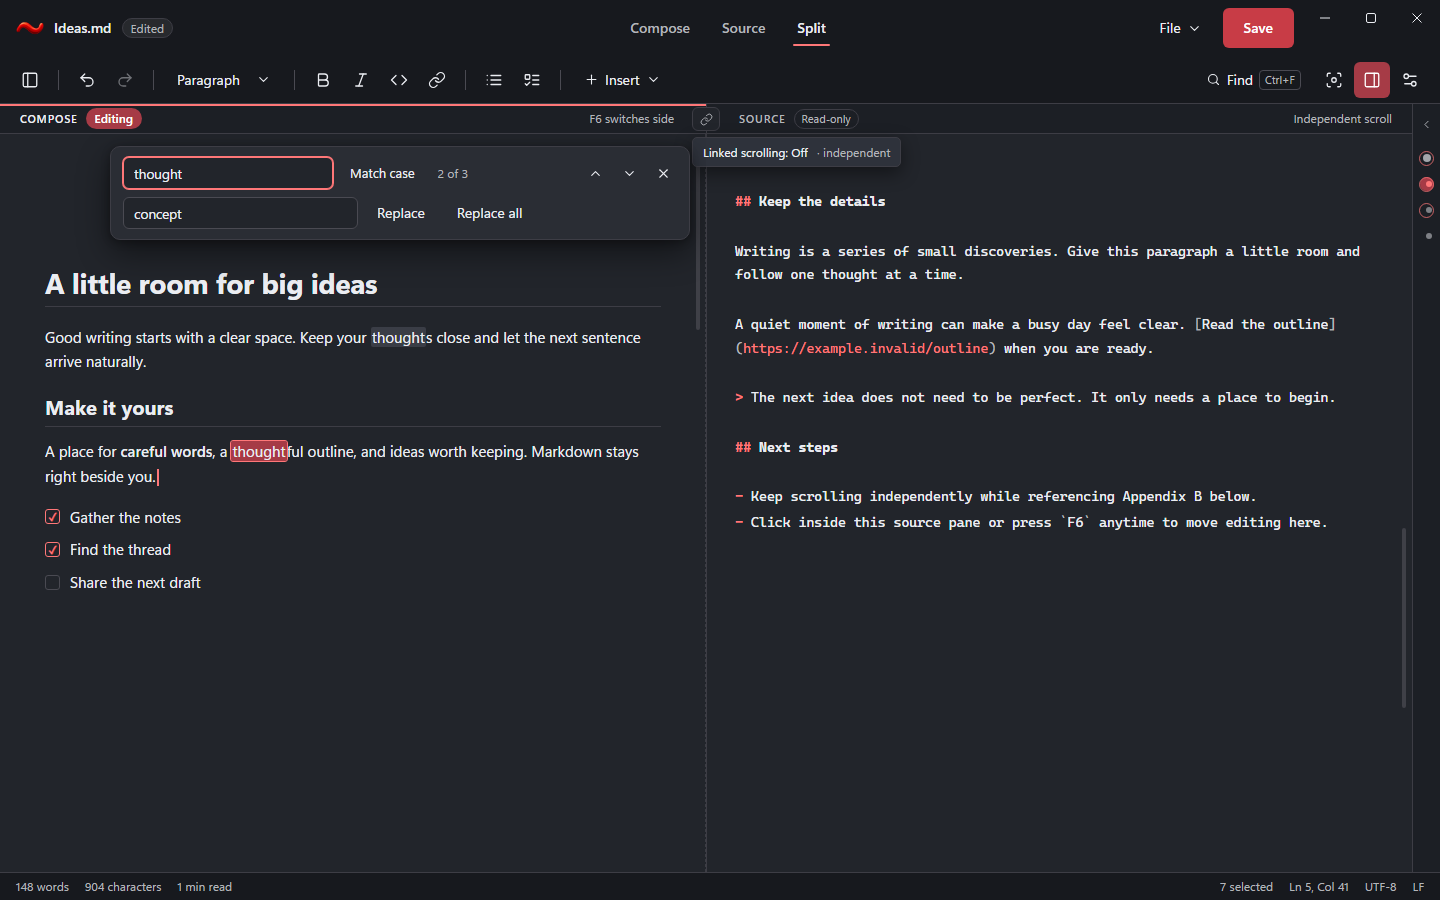 Ideas.md Edited Compose Source Split File Save
Paragraph Insert Find Ctrl+F
COMPOSE Editing F6 switches side
thought Match case 2 of 3
concept Replace Replace all
A little room for big ideas
Good writing starts with a clear space. Keep your thoughts close and let the next sentence
arrive naturally.
Make it yours
A place for careful words, a thoughtful outline, and ideas worth keeping. Markdown stays
right beside you.
Gather the notes
Find the thread
Share the next draft
SOURCE Read-only Independent scroll
Linked scrolling: Off · independent
## Keep the details
Writing is a series of small discoveries. Give this paragraph a little room and
follow one thought at a time.
A quiet moment of writing can make a busy day feel clear. [Read the outline]
(https://example.invalid/outline) when you are ready.
> The next idea does not need to be perfect. It only needs a place to begin.
## Next steps
- Keep scrolling independently while referencing Appendix B below.
- Click inside this source pane or press `F6` anytime to move editing here.
148 words 904 characters 1 min read 7 selected Ln 5, Col 41 UTF-8 LF